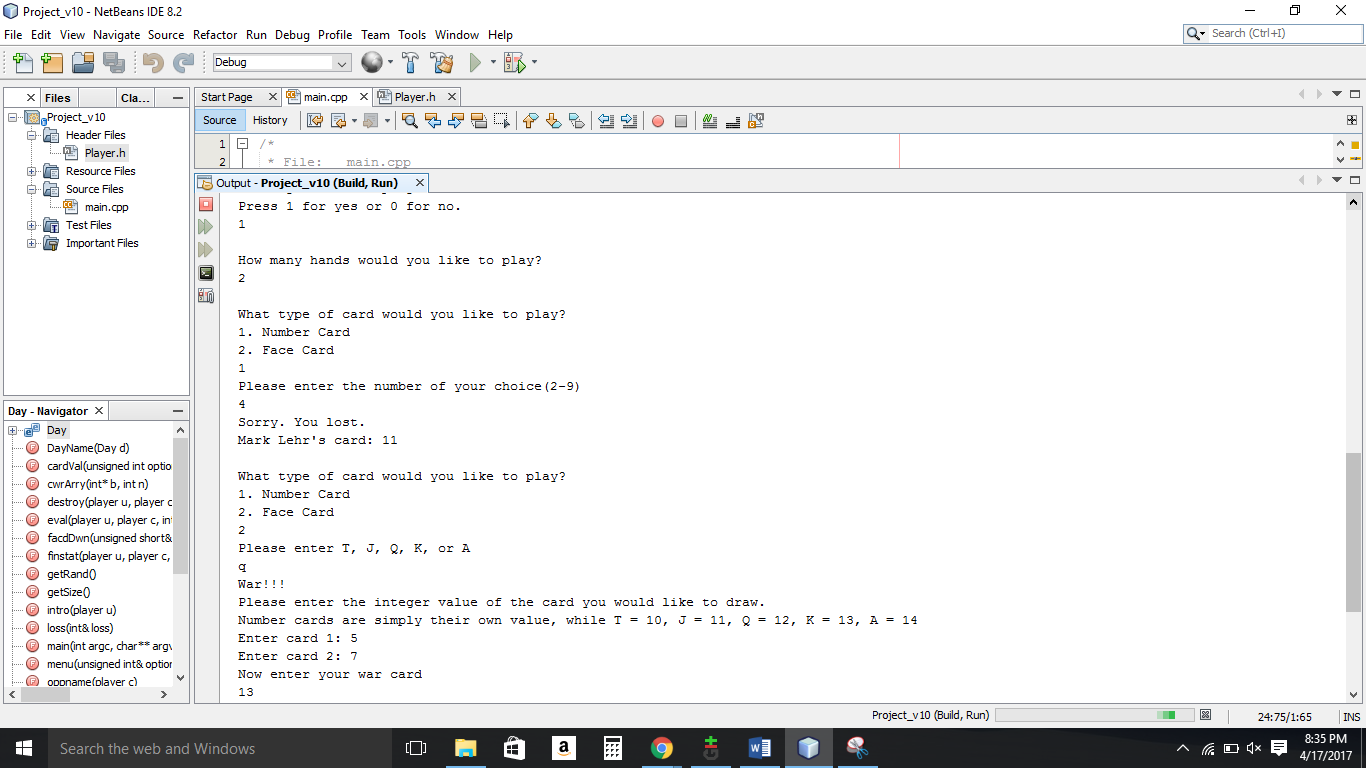 Project_v10 - NetBeans IDE 8.2
File Edit View Navigate Source Refactor Run Debug Profile Team Tools Window Help
Search (Ctrl+I)
Debug
Files Cla...
Project_v10
Header Files
Player.h
Resource Files
Source Files
main.cpp
Test Files
Important Files
Start Page main.cpp Player.h
Source History
1 /*
2 * File: main.cpp
Output - Project_v10 (Build, Run)
Press 1 for yes or 0 for no.
1
How many hands would you like to play?
2
What type of card would you like to play?
1. Number Card
2. Face Card
1
Please enter the number of your choice(2-9)
4
Sorry. You lost.
Mark Lehr's card: 11
What type of card would you like to play?
1. Number Card
2. Face Card
2
Please enter T, J, Q, K, or A
q
War!!!
Please enter the integer value of the card you would like to draw.
Number cards are simply their own value, while T = 10, J = 11, Q = 12, K = 13, A = 14
Enter card 1: 5
Enter card 2: 7
Now enter your war card
13
Day - Navigator
Day
DayName(Day d)
cardVal(unsigned int optio
cwrArry(int* b, int n)
destroy(player u, player c
eval(player u, player c, in
facdDwn(unsigned short&
finstat(player u, player c,
getRand()
getSize()
intro(player u)
loss(int& loss)
main(int argc, char** argv
menu(unsigned int& option
oppname(player c)
Project_v10 (Build, Run)
24:75/1:65
INS
Search the web and Windows
8:35 PM
4/17/2017